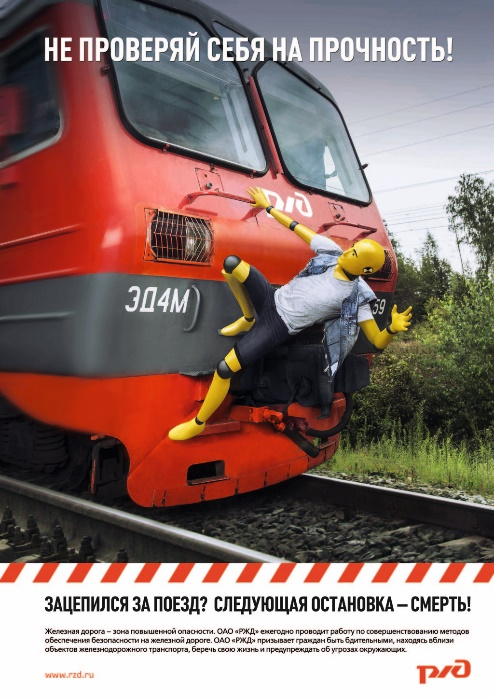 НЕ ПРОВЕРЯЙ СЕБЯ НА ПРОЧНОСТЬ!
ржд
ЭД4М
59
ЗАЦЕПИЛСЯ ЗА ПОЕЗД? СЛЕДУЮЩАЯ ОСТАНОВКА – СМЕРТЬ!
Железная дорога – зона повышенной опасности. ОАО «РЖД» ежегодно проводит работу по совершенствованию методов
обеспечения безопасности на железной дороге. ОАО «РЖД» призывает граждан быть бдительными, находясь вблизи
объектов железнодорожного транспорта, беречь свою жизнь и предупреждать об угрозах окружающих.
www.rzd.ru
ржд